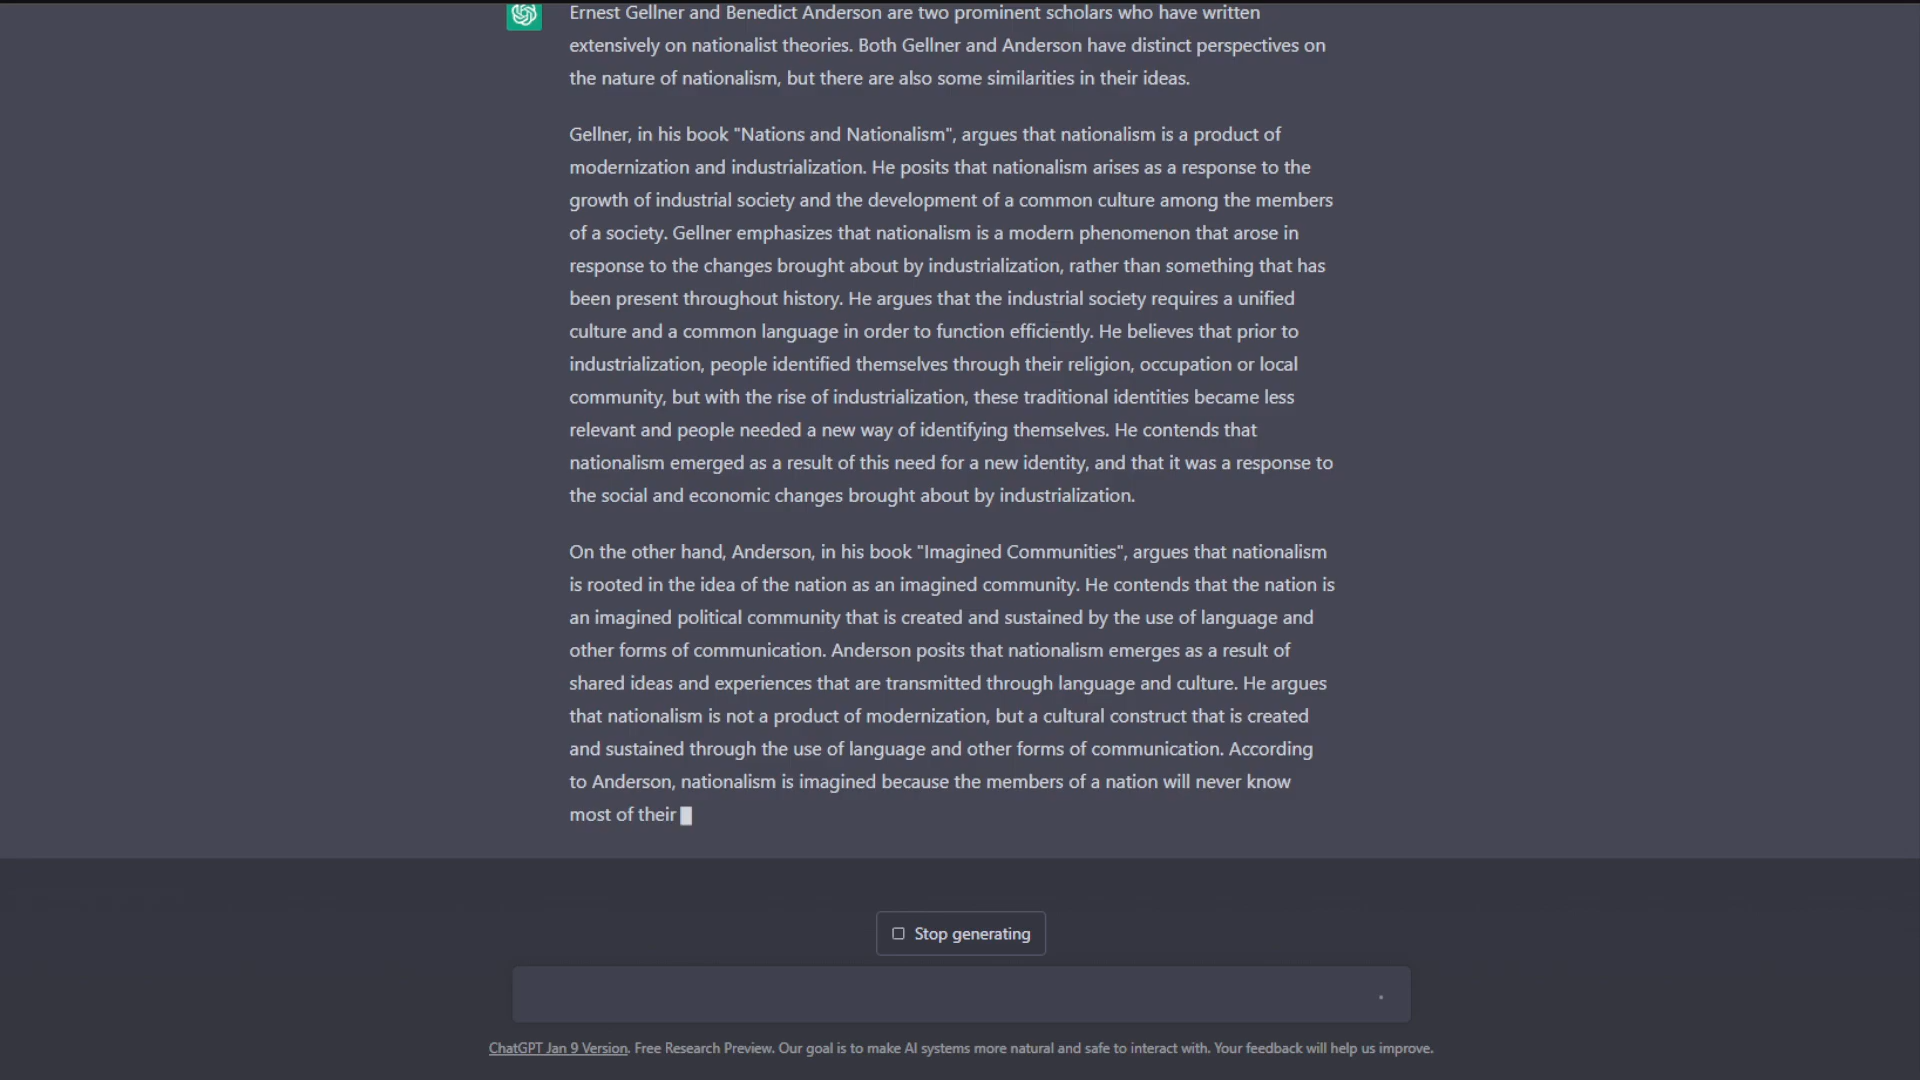 Ernest Gellner and Benedict Anderson are two prominent scholars who have written
extensively on nationalist theories. Both Gellner and Anderson have distinct perspectives on
the nature of nationalism, but there are also some similarities in their ideas.
Gellner, in his book "Nations and Nationalism", argues that nationalism is a product of
modernization and industrialization. He posits that nationalism arises as a response to the
growth of industrial society and the development of a common culture among the members
of a society. Gellner emphasizes that nationalism is a modern phenomenon that arose in
response to the changes brought about by industrialization, rather than something that has
been present throughout history. He argues that the industrial society requires a unified
culture and a common language in order to function efficiently. He believes that prior to
industrialization, people identified themselves through their religion, occupation or local
community, but with the rise of industrialization, these traditional identities became less
relevant and people needed a new way of identifying themselves. He contends that
nationalism emerged as a result of this need for a new identity, and that it was a response to
the social and economic changes brought about by industrialization.
On the other hand, Anderson, in his book "Imagined Communities", argues that nationalism
is rooted in the idea of the nation as an imagined community. He contends that the nation is
an imagined political community that is created and sustained by the use of language and
other forms of communication. Anderson posits that nationalism emerges as a result of
shared ideas and experiences that are transmitted through language and culture. He argues
that nationalism is not a product of modernization, but a cultural construct that is created
and sustained through the use of language and other forms of communication. According
to Anderson, nationalism is imagined because the members of a nation will never know
most of their
Stop generating
ChatGPT Jan 9 Version. Free Research Preview. Our goal is to make AI systems more natural and safe to interact with. Your feedback will help us improve.